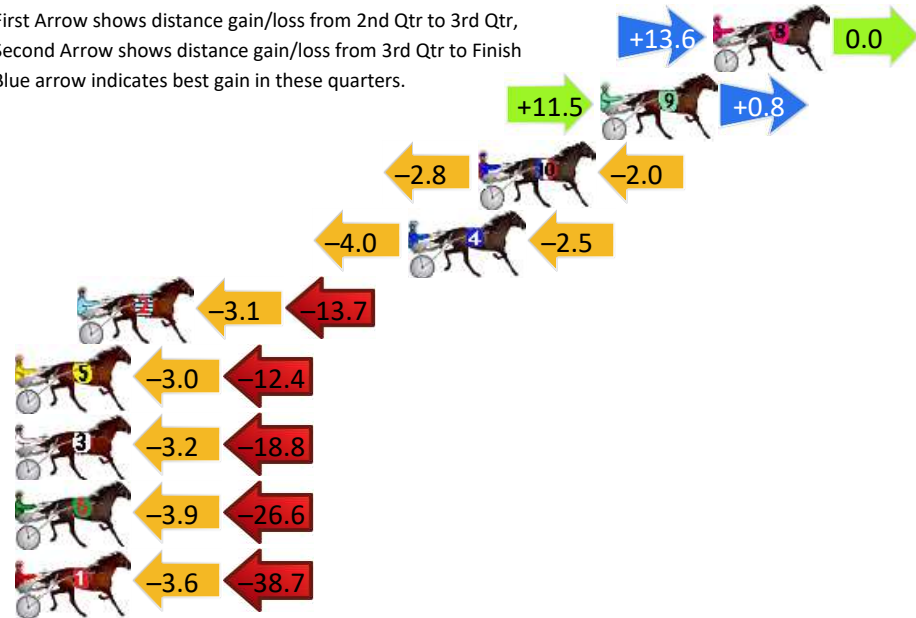 First Arrow shows distance gain/loss from 2nd Qtr to 3rd Qtr,
Second Arrow shows distance gain/loss from 3rd Qtr to Finish
Blue arrow indicates best gain in these quarters.
+13.6 8 0.0
+11.5 9 +0.8
−2.8 10 −2.0
−4.0 4 −2.5
2 −3.1 −13.7
5 −3.0 −12.4
3 −3.2 −18.8
6 −3.9 −26.6
1 −3.6 −38.7